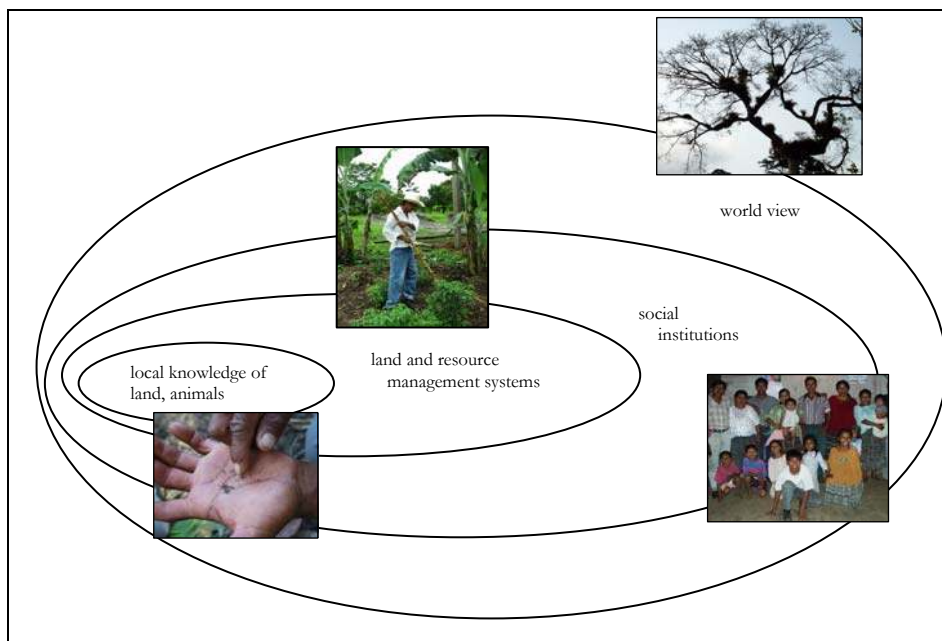 world view
social
institutions
land and resource
management systems
local knowledge of
land, animals